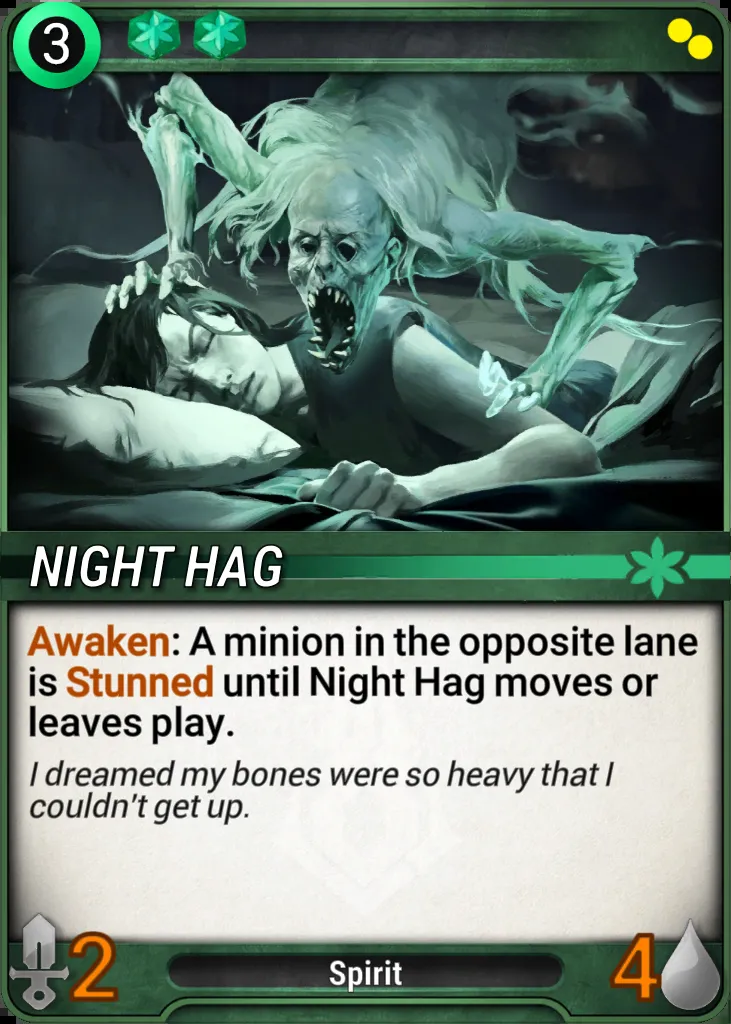 3
NIGHT HAG
Awaken: A minion in the opposite lane
is Stunned until Night Hag moves or
leaves play.
I dreamed my bones were so heavy that I
couldn't get up.
2
Spirit
4